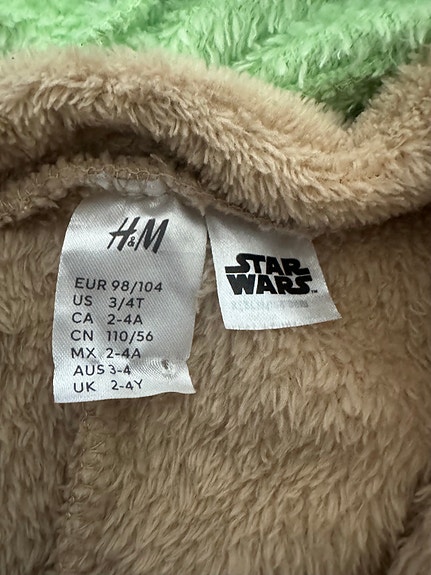 H&M
EUR 98/104
US 3/4T
CA 2-4A
CN 110/56
MX 2-4A
AUS 3-4
UK 2-4Y
STAR
WARS™